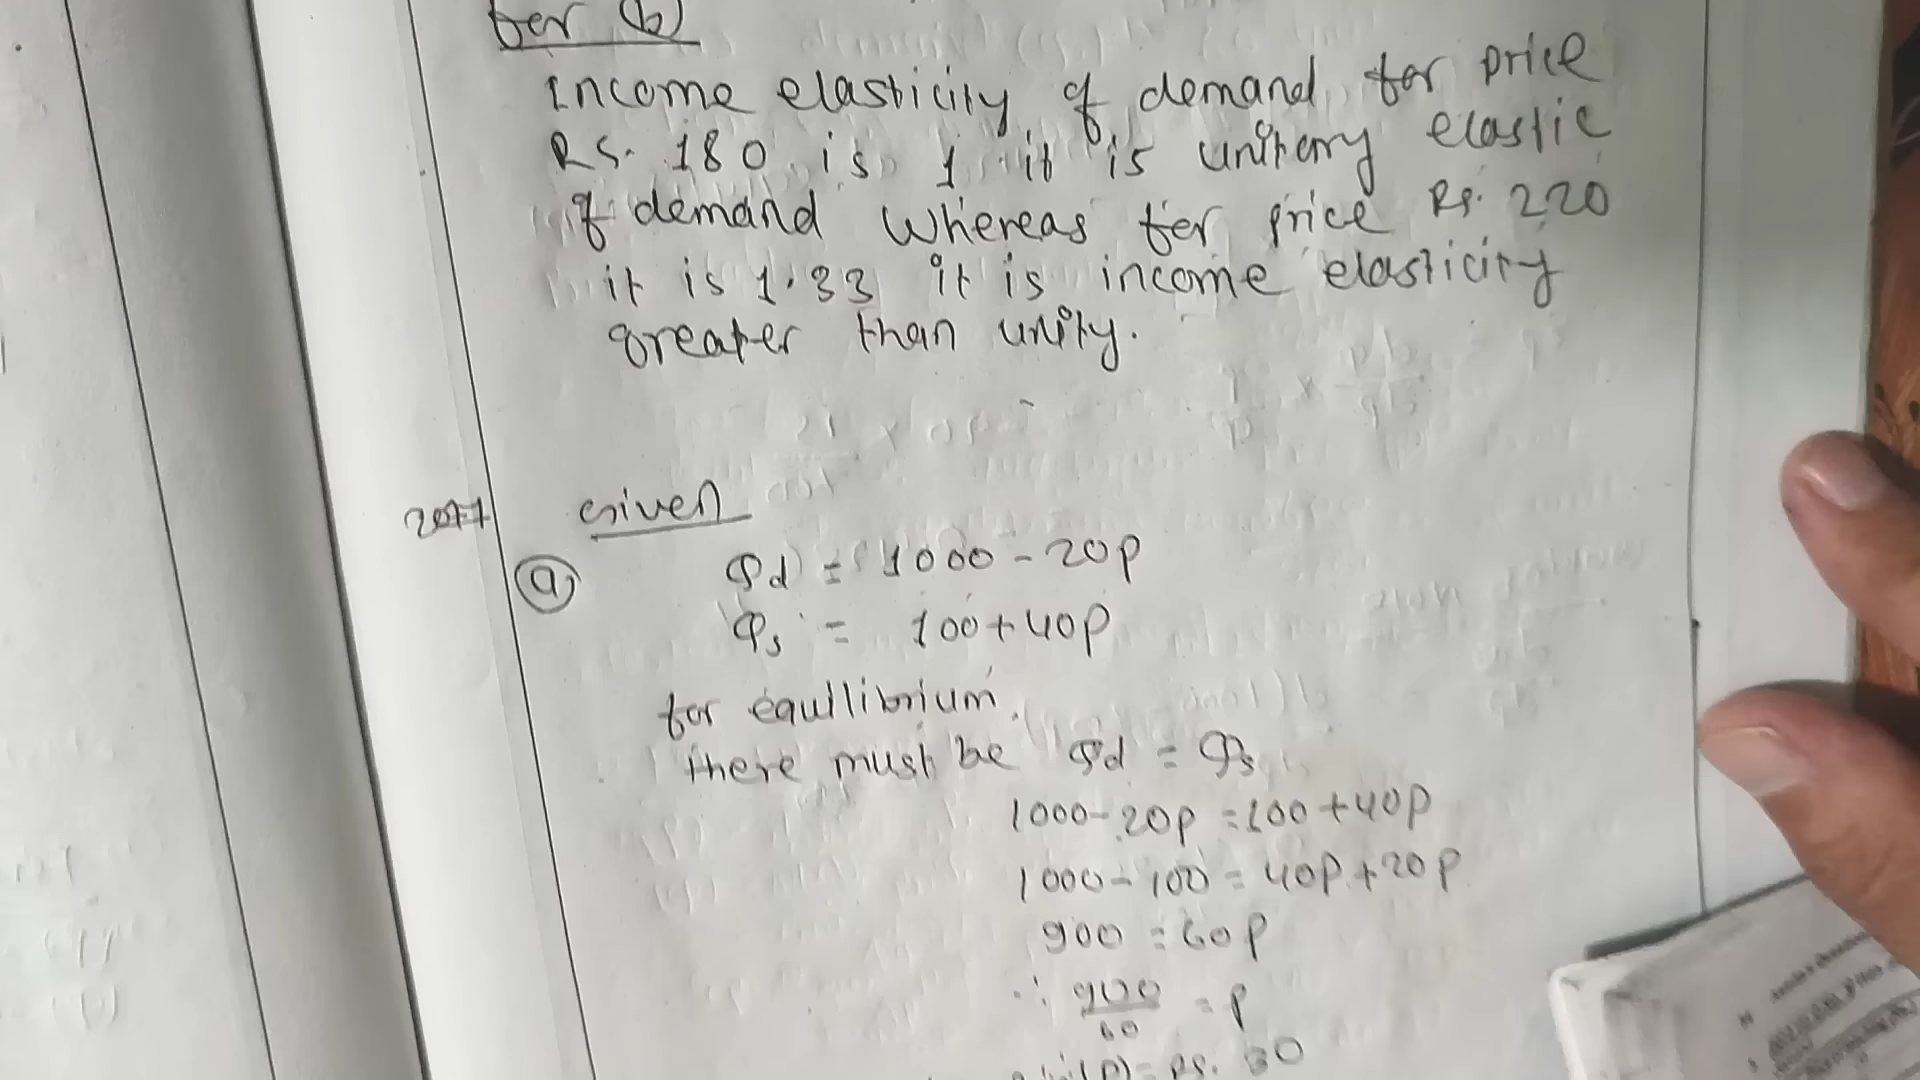 for (b)
Income elasticity of demand for price
Rs. 180 is 1 it is unitary elastic
of demand whereas for price Rs. 220
it is 1.33 it is income elasticity
greater than unity.
2077 Given
(a) Qd = 1000 - 20p
Qs = 100 + 40p
for equilibrium,
there must be Qd = Qs
1000 - 20p = 100 + 40p
1000 - 100 = 40p + 20p
900 = 60p
∴ 900/60 = p
(p) = Rs. 30